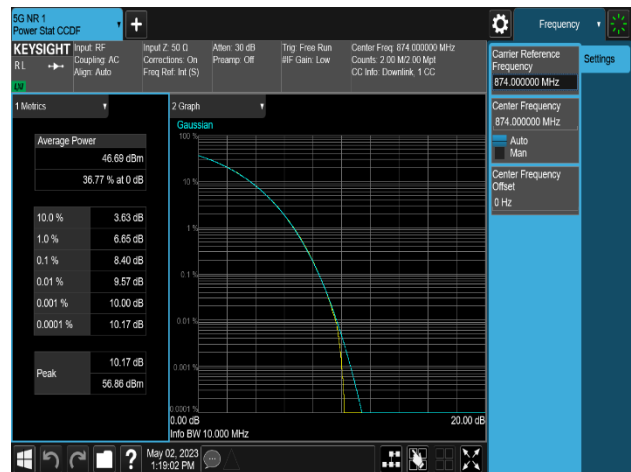 5G NR 1
Power Stat CCDF
Frequency
KEYSIGHT
RL
LW
Input: RF
Coupling: AC
Align: Auto
Input Z: 50 Ω
Corrections: On
Freq Ref: Int (S)
Atten: 30 dB
Preamp: Off
Trig: Free Run
#IF Gain: Low
Center Freq: 874.000000 MHz
Counts: 2.00 M/2.00 Mpt
CC Info: Downlink, 1 CC
Carrier Reference
Frequency
874.000000 MHz
Settings
Center Frequency
874.000000 MHz
Auto
Man
Center Frequency
Offset
0 Hz
1 Metrics
Average Power
46.69 dBm
36.77 % at 0 dB
10.0 % 3.63 dB
1.0 % 6.65 dB
0.1 % 8.40 dB
0.01 % 9.57 dB
0.001 % 10.00 dB
0.0001 % 10.17 dB
Peak
10.17 dB
56.86 dBm
2 Graph
Gaussian
100 %
10 %
1 %
0.1 %
0.01 %
0.001 %
0.0001 %
0.00 dB 20.00 dB
Info BW 10.000 MHz
?
May 02, 2023
1:19:02 PM